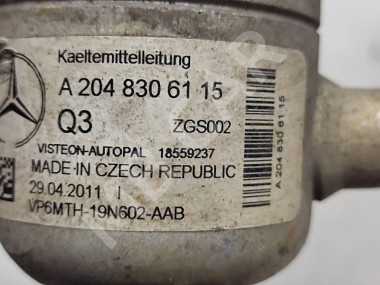 Kaeltemittelleitung
A 204 830 61 15
Q3 ZGS002
VISTEON-AUTOPAL 18559237
MADE IN CZECH REPUBLIC
29.04.2011 I
VP6MTH-19N602-AAB
A 204 830 61 15